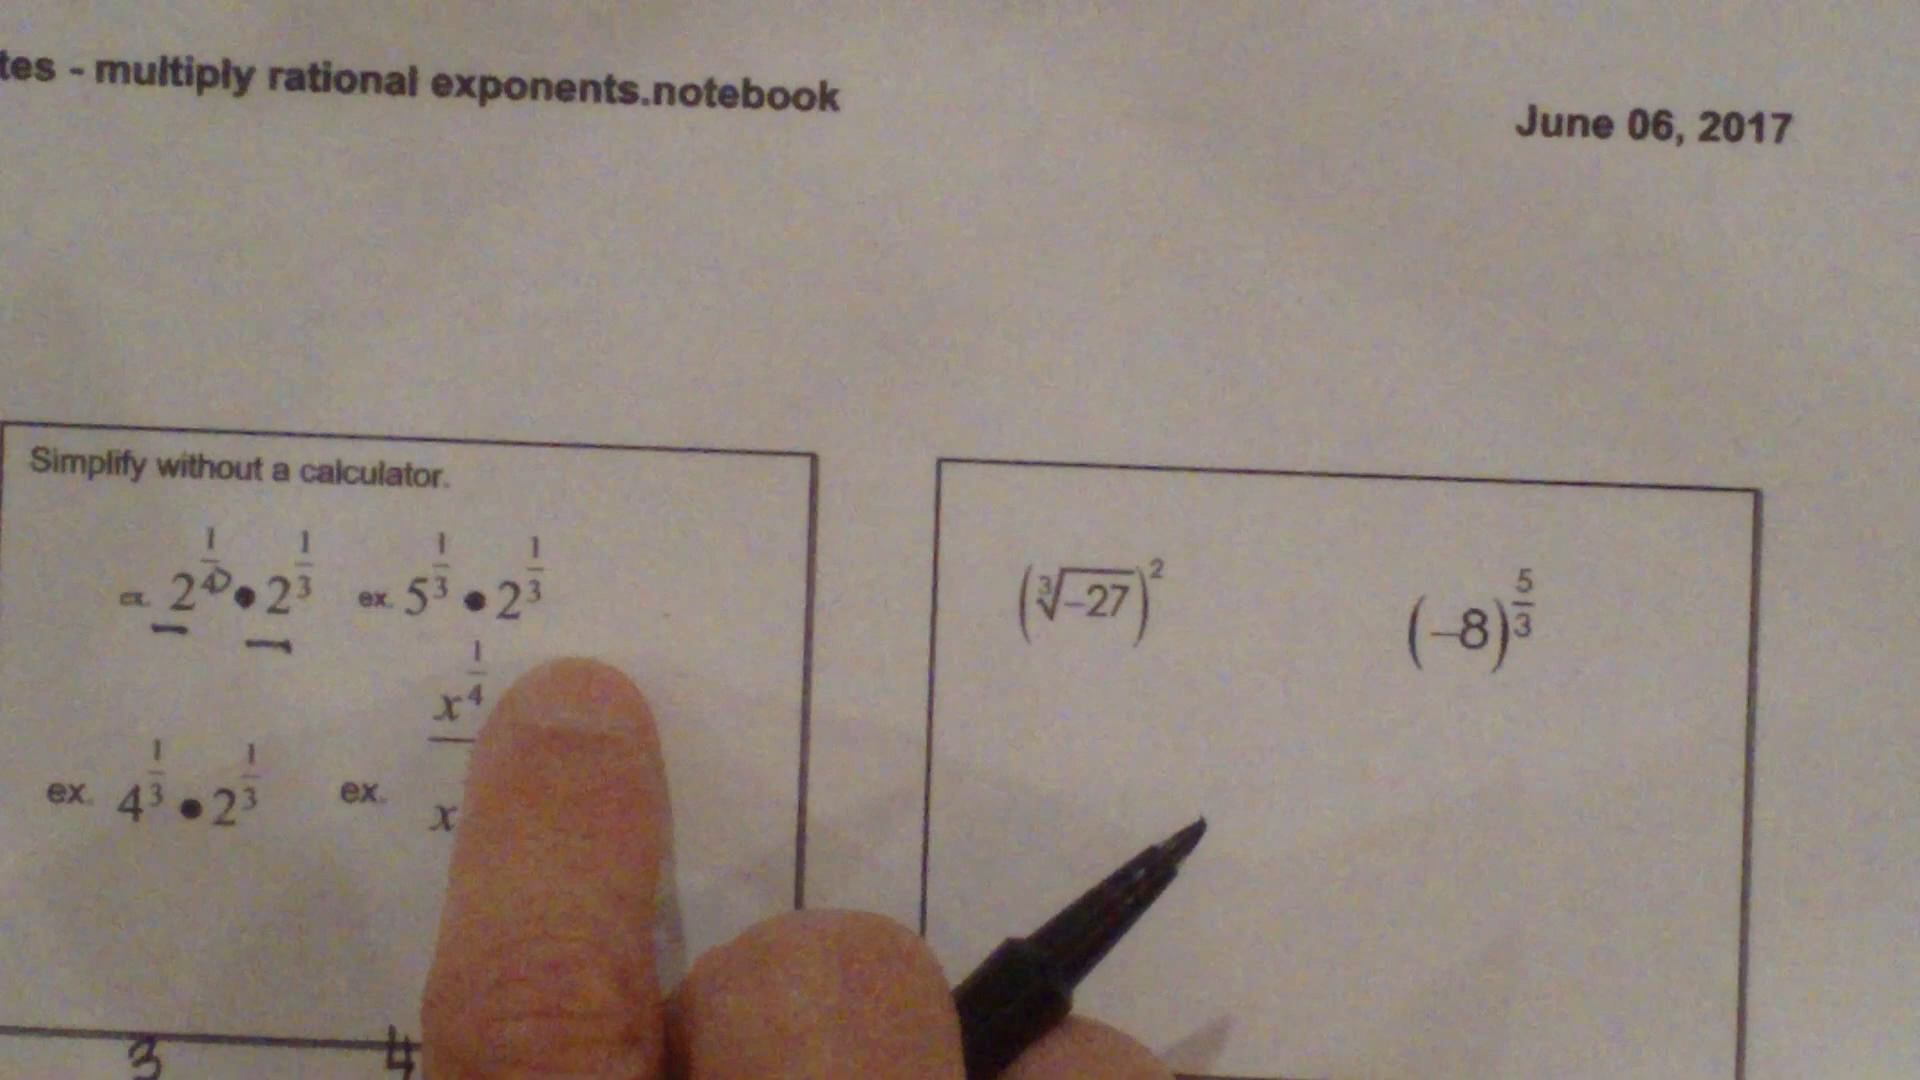 tes - multiply rational exponents.notebook
June 06, 2017
Simplify without a calculator.
ex. 2^(1/4) • 2^(1/3) ex. 5^(1/3) • 2^(1/3)
ex. 4^(1/3) • 2^(1/3) ex. x^(1/4) / x
(∛-27)^2 (-8)^(5/3)
3 4